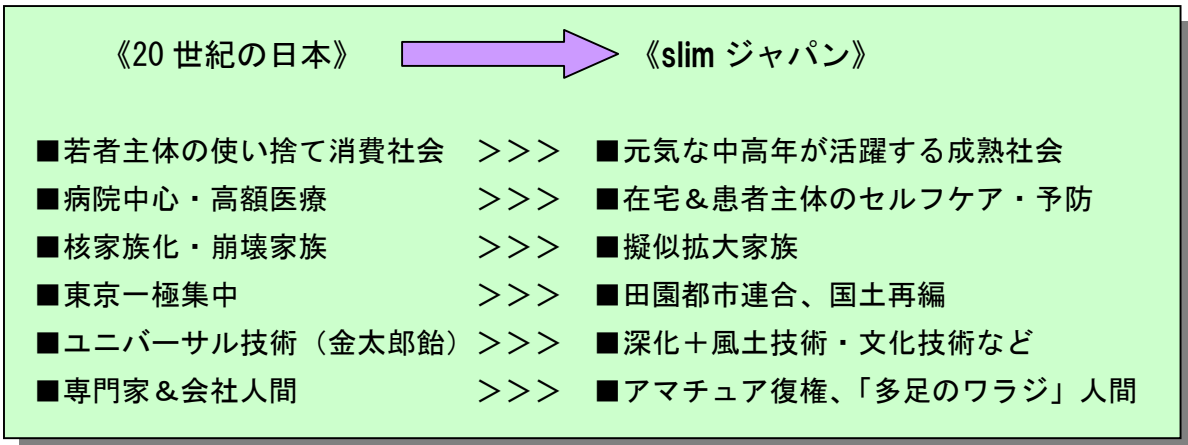 《20 世紀の日本》 《slim ジャパン》
■若者主体の使い捨て消費社会 >>> ■元気な中高年が活躍する成熟社会
■病院中心・高額医療 >>> ■在宅＆患者主体のセルフケア・予防
■核家族化・崩壊家族 >>> ■擬似拡大家族
■東京一極集中 >>> ■田園都市連合、国土再編
■ユニバーサル技術（金太郎飴）>>> ■深化＋風土技術・文化技術など
■専門家＆会社人間 >>> ■アマチュア復権、「多足のワラジ」人間